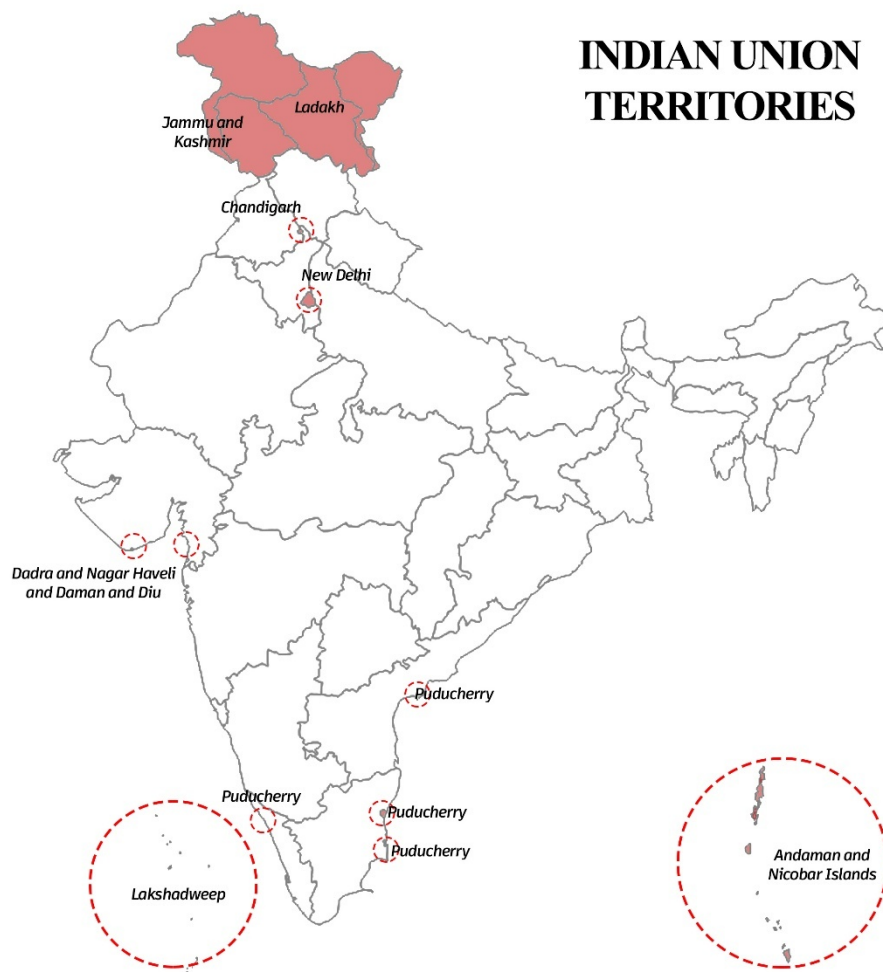 INDIAN UNION
TERRITORIES
Ladakh
Jammu and
Kashmir
Chandigarh
New Delhi
Dadra and Nagar Haveli
and Daman and Diu
Puducherry
Puducherry
Puducherry
Puducherry
Lakshadweep
Andaman and
Nicobar Islands